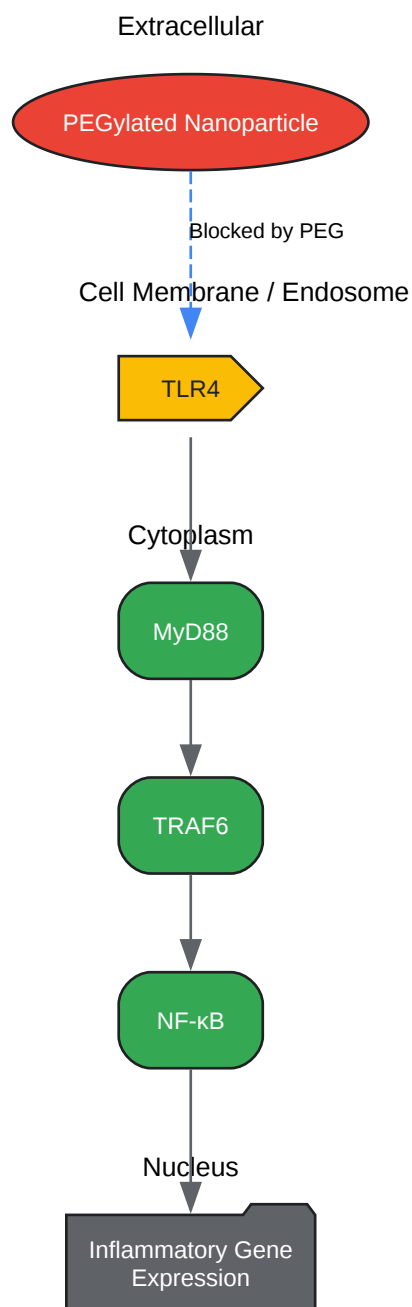 Extracellular
PEGylated Nanoparticle
Blocked by PEG
Cell Membrane / Endosome
TLR4
Cytoplasm
MyD88
TRAF6
NF-κB
Nucleus
Inflammatory Gene
Expression